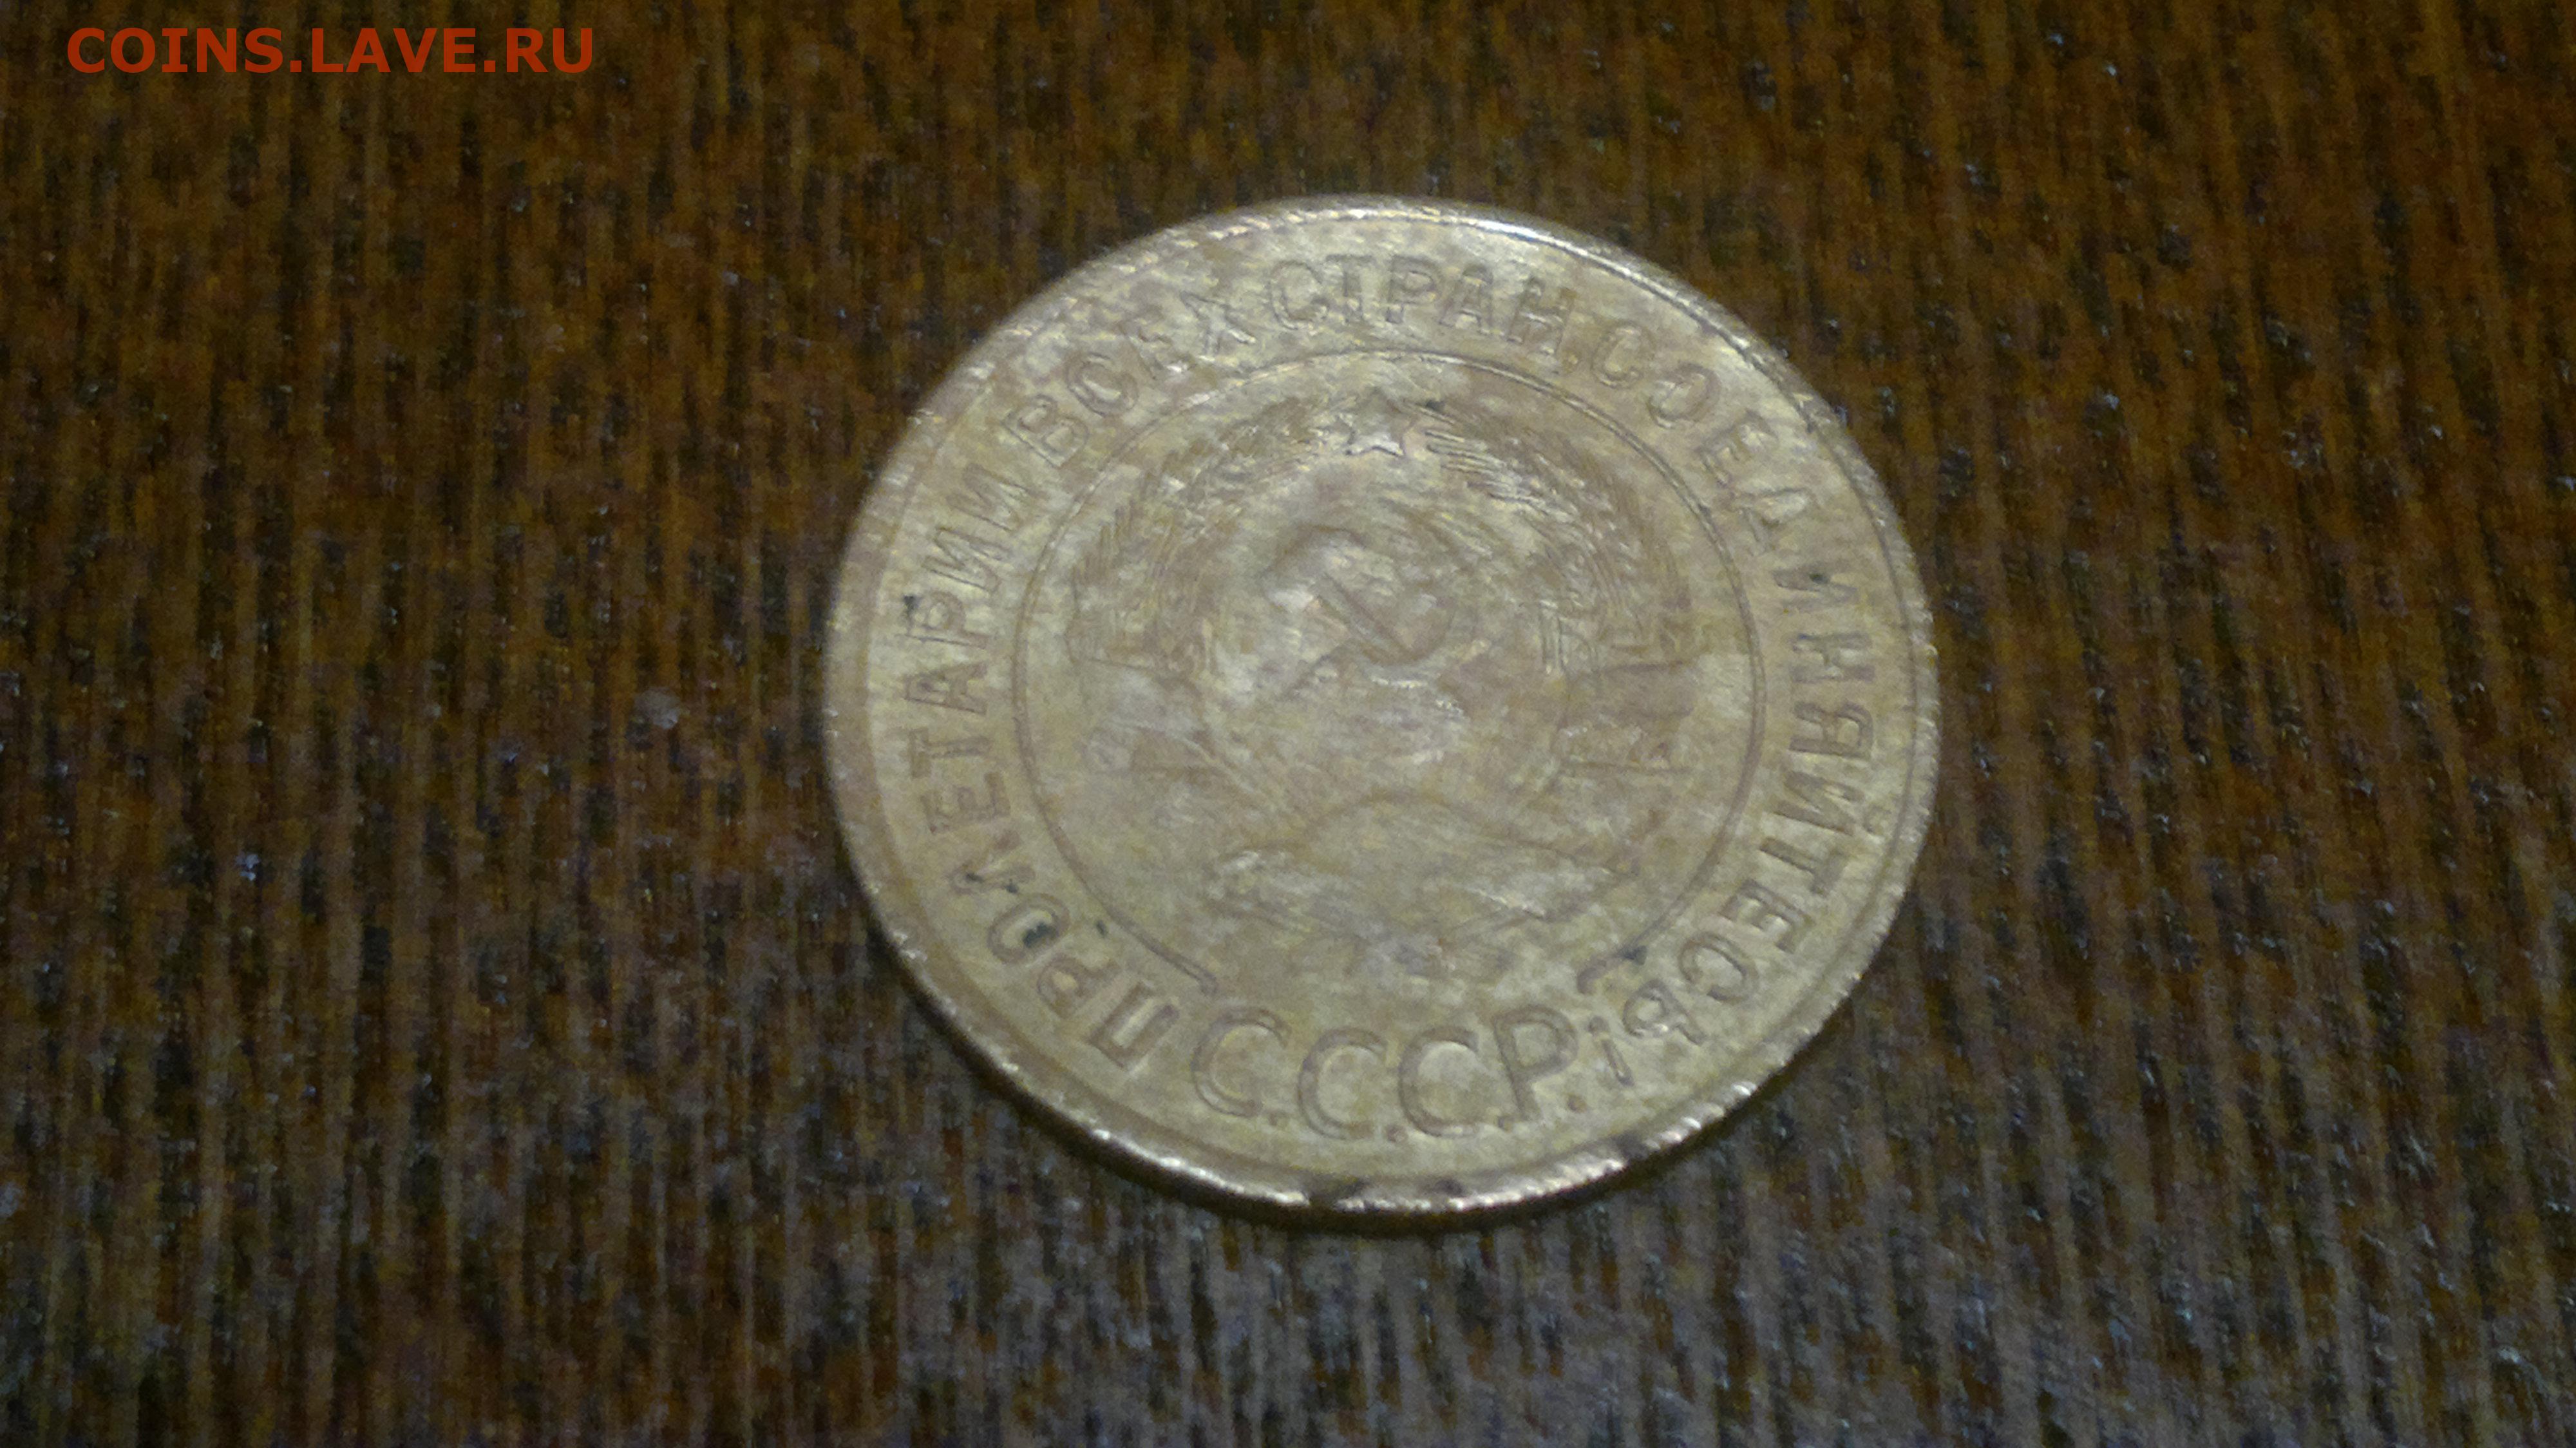 COINS.LAVE.RU
ПРОЛЕТАРИИ ВСЕХ СТРАН, СОЕДИНЯЙТЕСЬ!
С.С.С.Р.